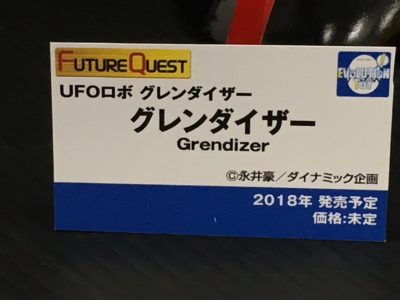 FUTURE QUEST
EVOLUTION TOY
UFOロボ グレンダイザー
グレンダイザー
Grendizer
©永井豪／ダイナミック企画
2018年 発売予定
価格:未定